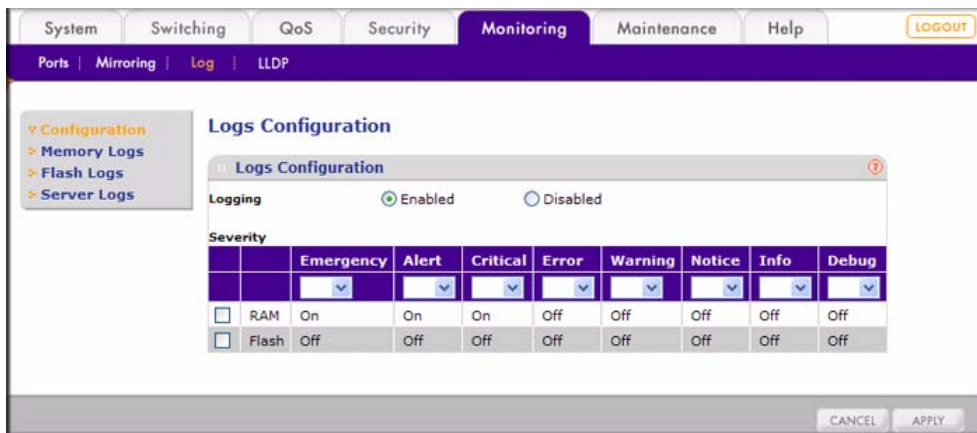 System Switching QoS Security Monitoring Maintenance Help LOGOUT
Ports Mirroring Log LLDP
Configuration
Memory Logs
Flash Logs
Server Logs
Logs Configuration
Logs Configuration ?
Logging Enabled Disabled
Severity
Emergency Alert Critical Error Warning Notice Info Debug
RAM On On On Off Off Off Off Off
Flash Off Off Off Off Off Off Off Off
CANCEL APPLY